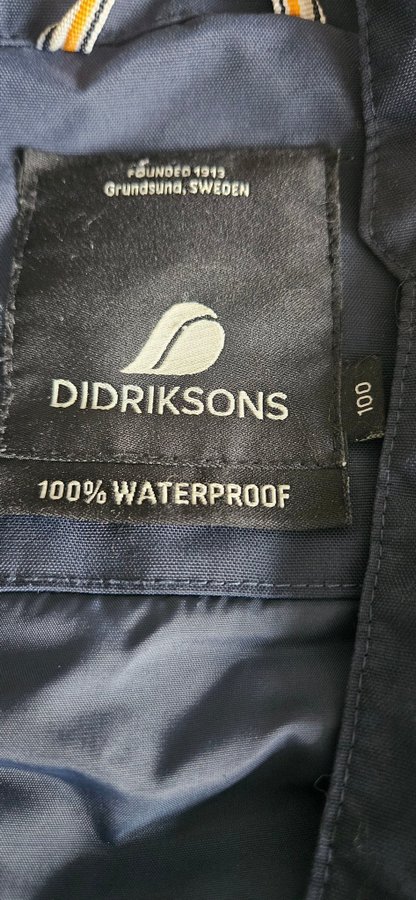 FOUNDED 1913
Grundsund, SWEDEN
DIDRIKSONS
100% WATERPROOF
100